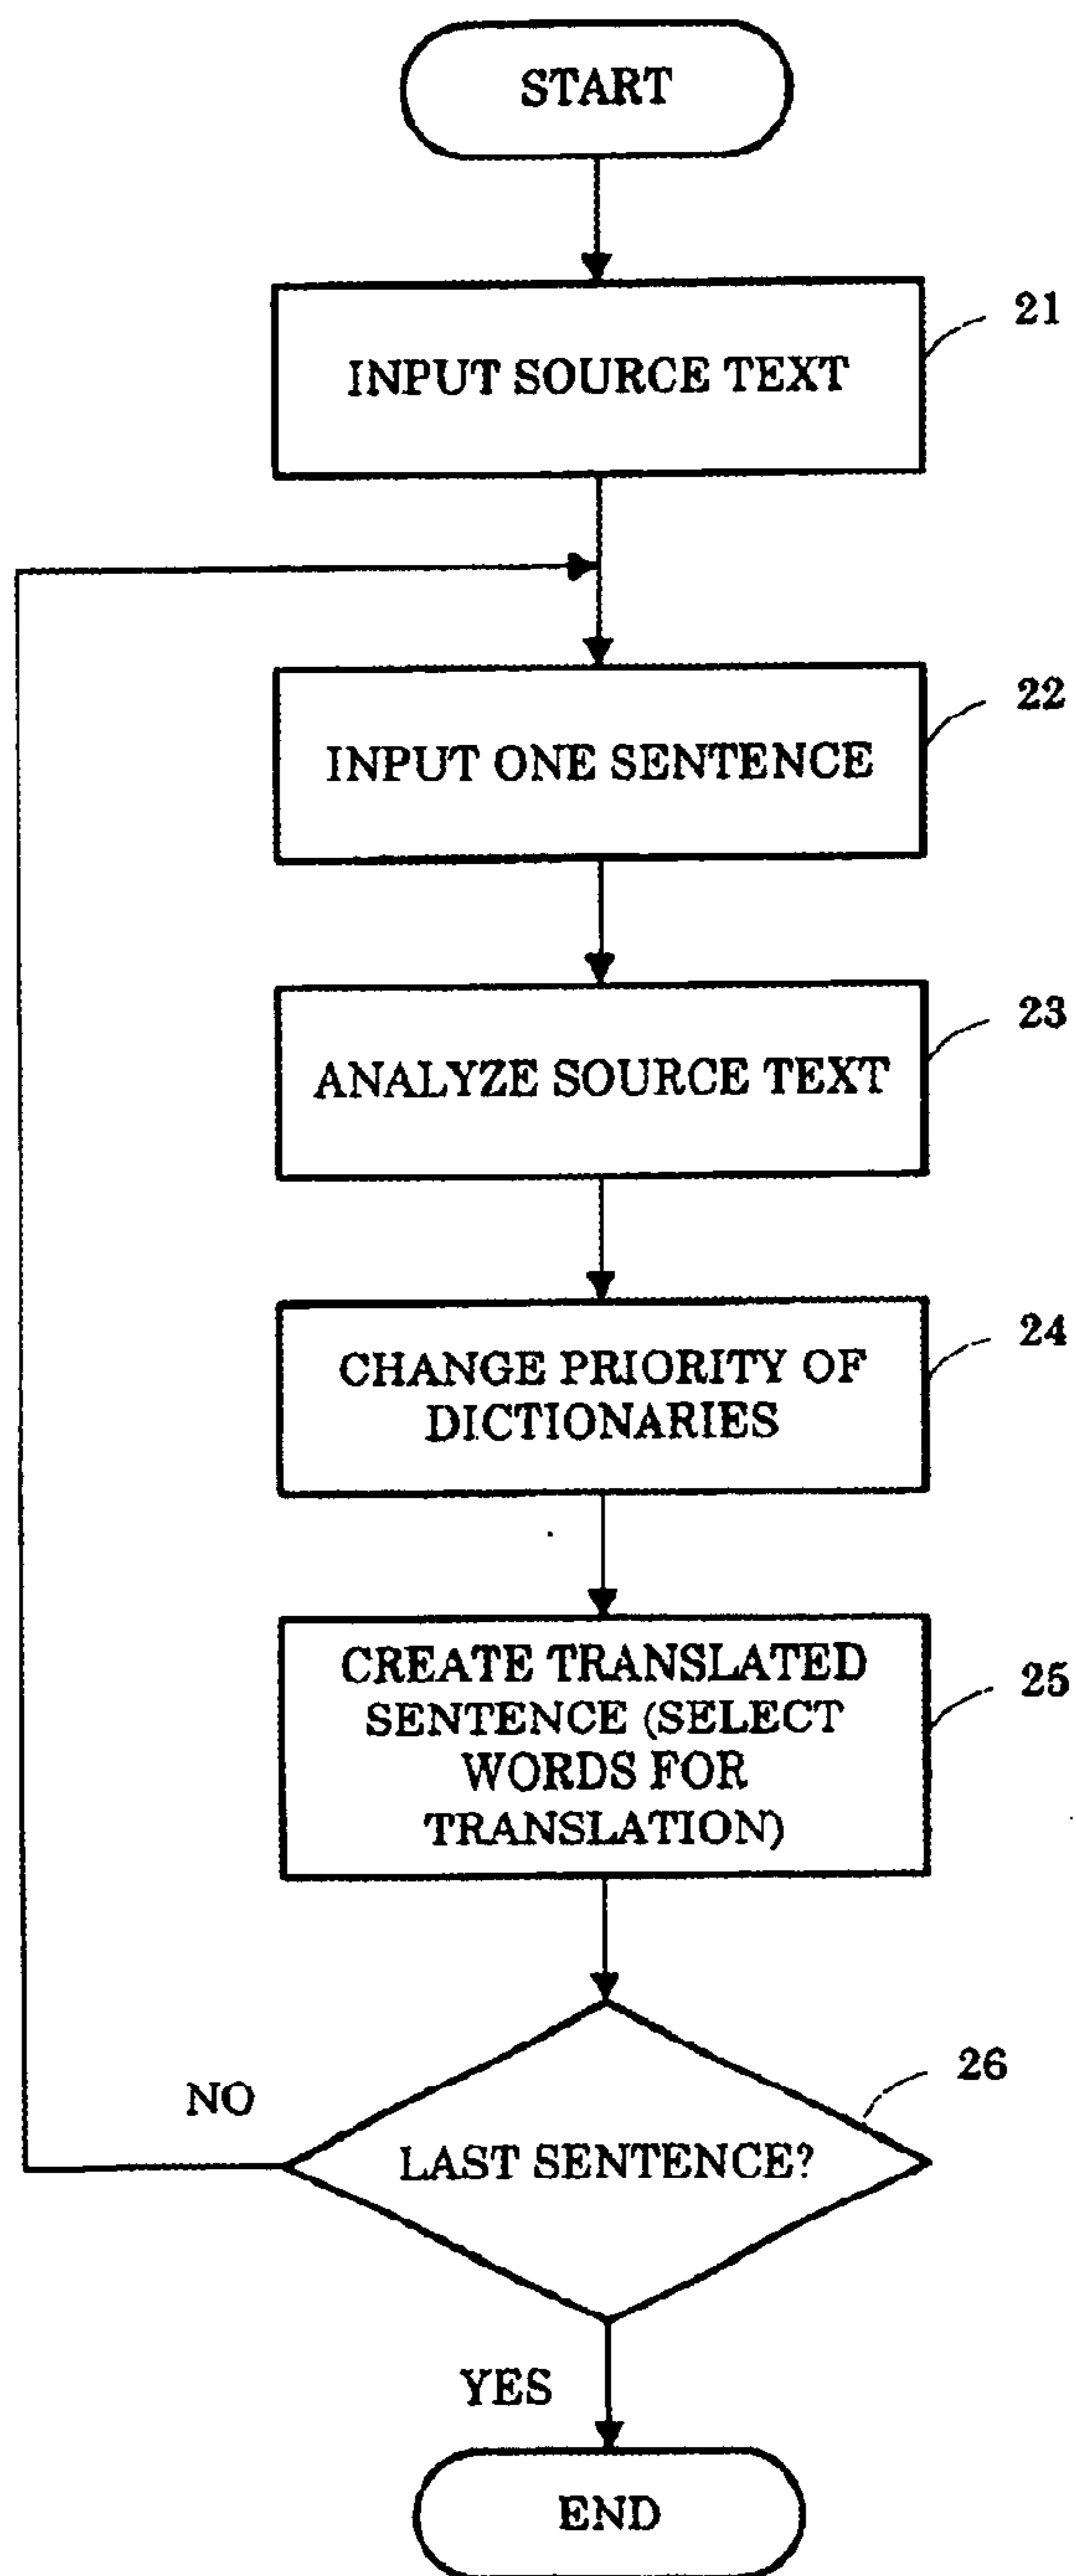 START
INPUT SOURCE TEXT
21
INPUT ONE SENTENCE
22
ANALYZE SOURCE TEXT
23
CHANGE PRIORITY OF
DICTIONARIES
24
CREATE TRANSLATED
SENTENCE (SELECT
WORDS FOR
TRANSLATION)
25
LAST SENTENCE?
26
NO
YES
END